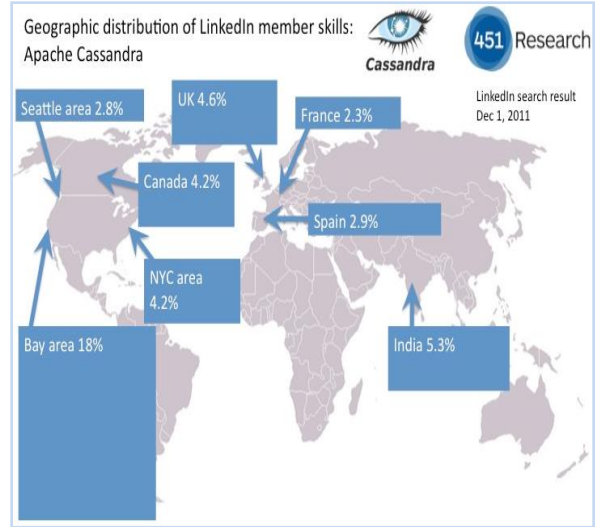 Geographic distribution of LinkedIn member skills:
Apache Cassandra
Cassandra
451 Research
LinkedIn search result
Dec 1, 2011
Seattle area 2.8%
UK 4.6%
France 2.3%
Canada 4.2%
Spain 2.9%
NYC area
4.2%
Bay area 18%
India 5.3%